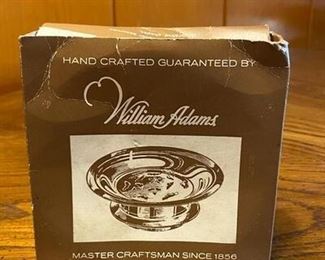 HAND CRAFTED GUARANTEED BY
William Adams
MASTER CRAFTSMAN SINCE 1856